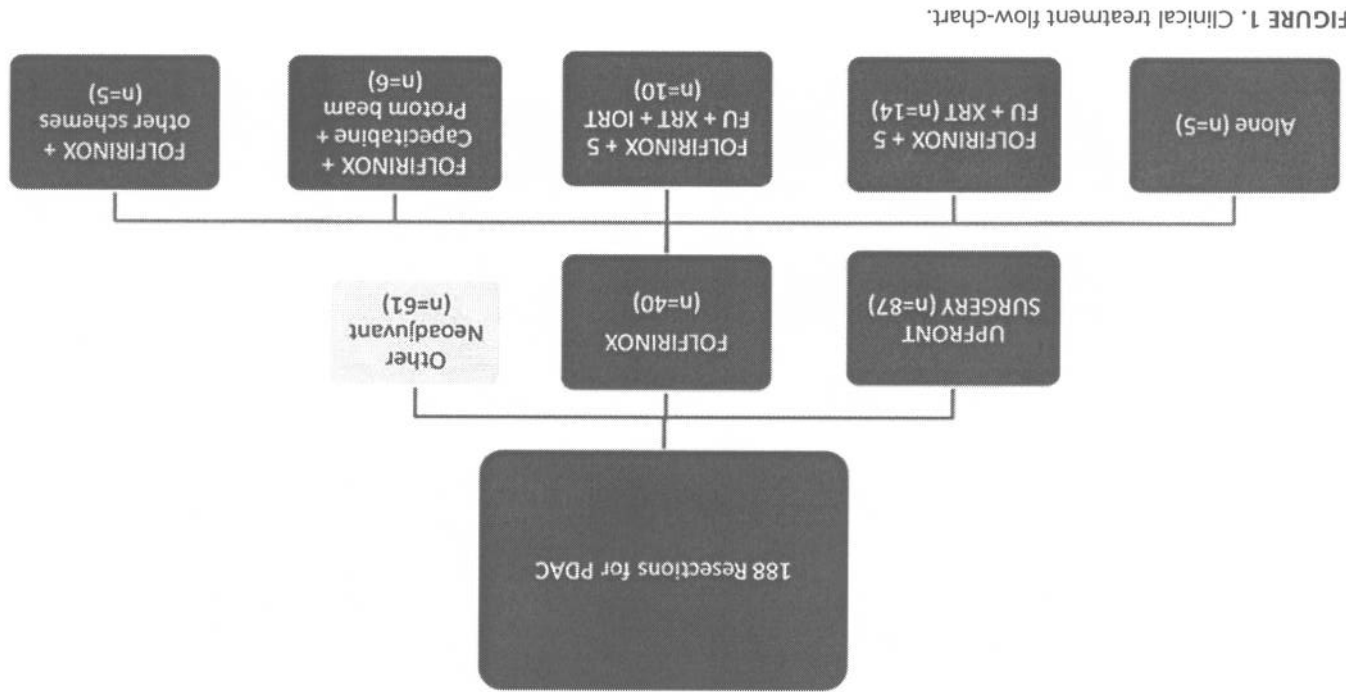 188 Resections for PDAC
UPFRONT
SURGERY (n=87)
FOLFIRINOX
(n=40)
Other
Neoadjuvant
(n=61)
Alone (n=5)
FOLFIRINOX + 5
FU + XRT (n=14)
FOLFIRINOX + 5
FU + XRT + IORT
(n=10)
FOLFIRINOX +
Capecitabine +
Protom beam
(n=6)
FOLFIRINOX +
other schemes
(n=5)
FIGURE 1. Clinical treatment flow-chart.